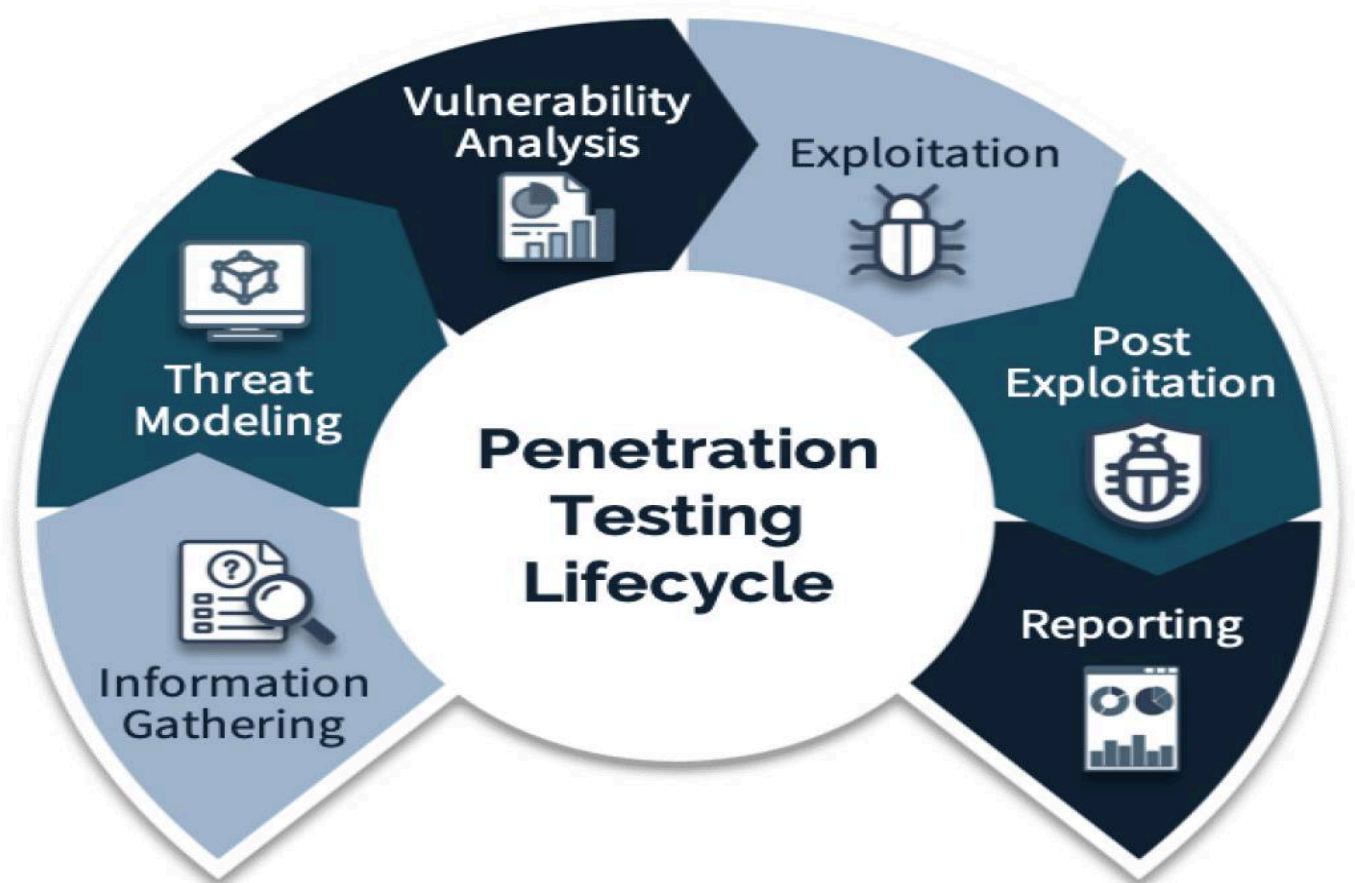 Vulnerability
Analysis
Exploitation
Threat
Modeling
Post
Exploitation
Penetration
Testing
Lifecycle
Information
Gathering
Reporting
?